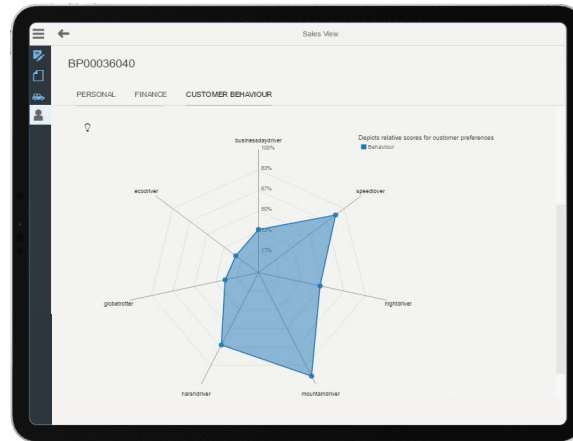 Sales View
BP00036040
PERSONAL FINANCE CUSTOMER BEHAVIOUR
Depicts relative scores for customer preferences
Behaviour
businessdaydriver
100%
83%
67%
50%
17%
ecodriver
speedlover
globetrotter
nightdriver
harshdriver
mountaindriver